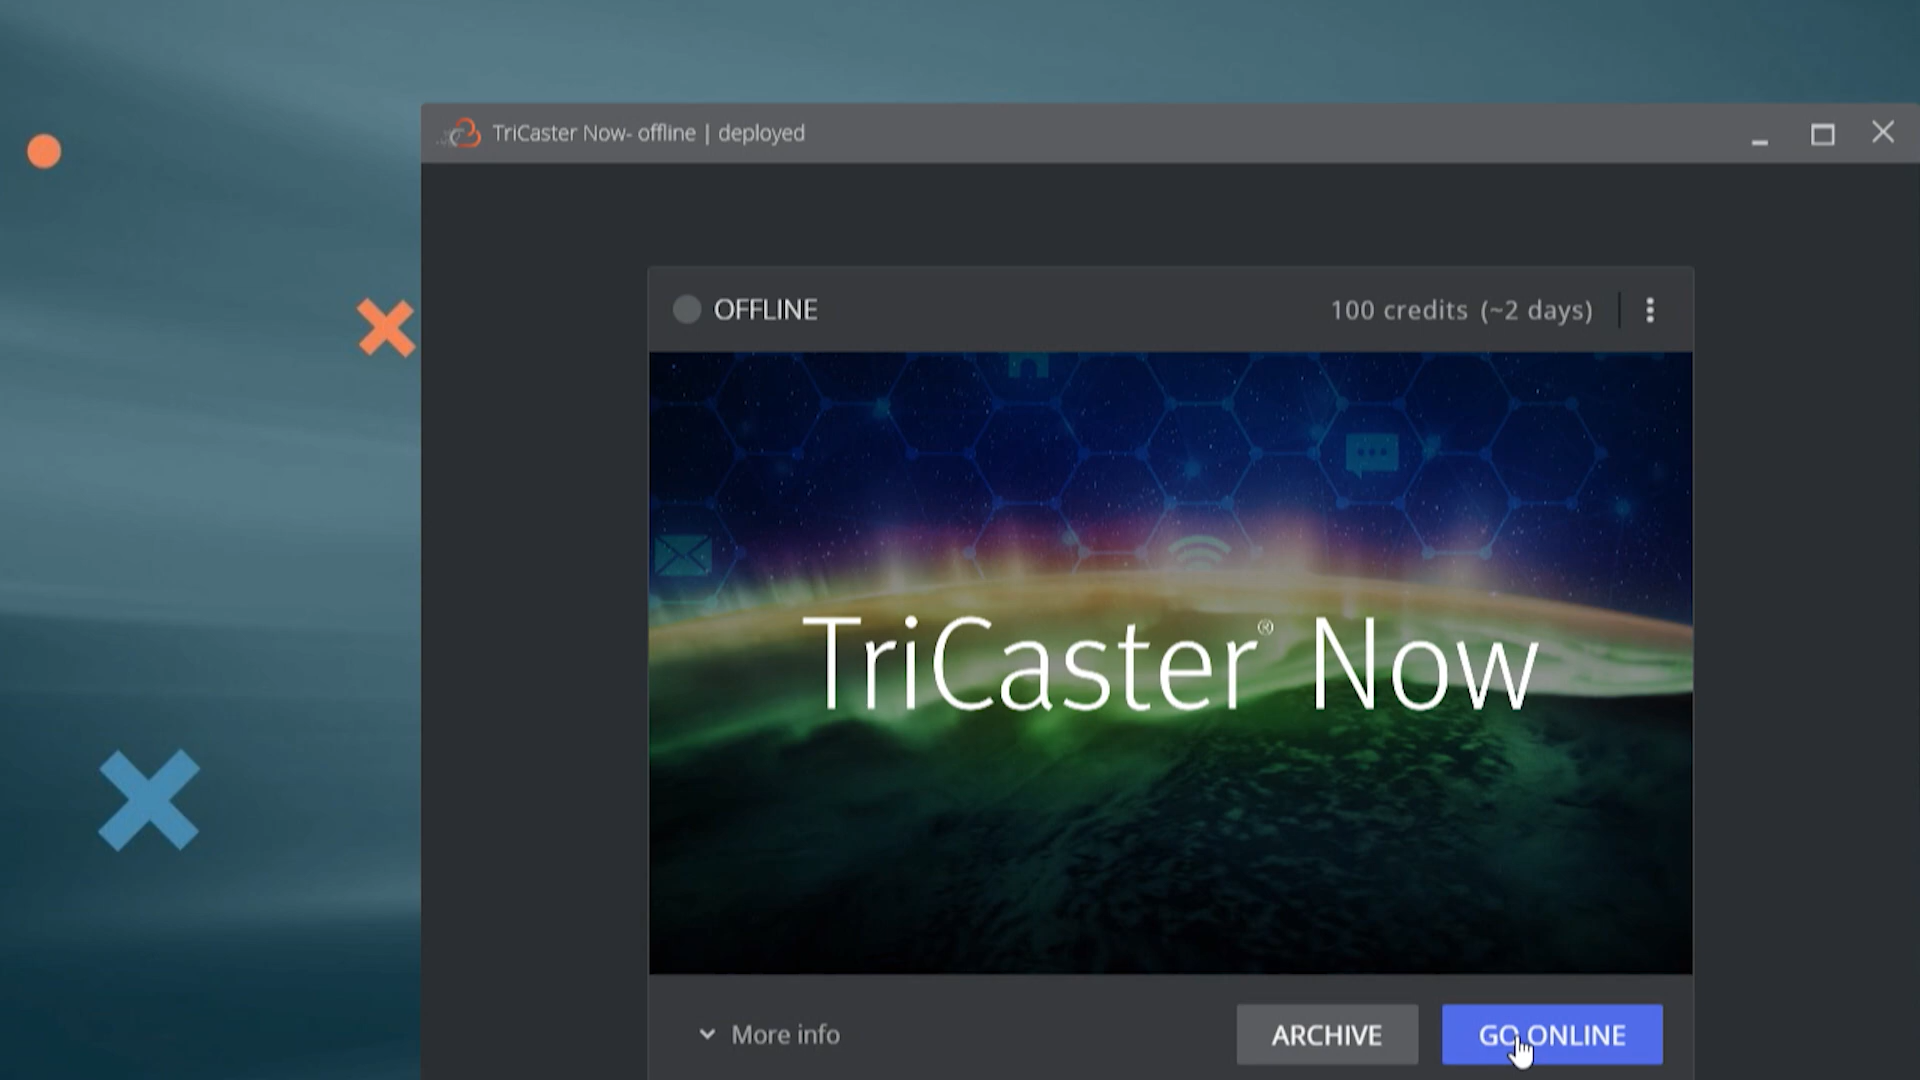 TriCaster Now- offline | deployed
OFFLINE
100 credits (~2 days)
TriCaster® Now
More info
ARCHIVE
GO ONLINE